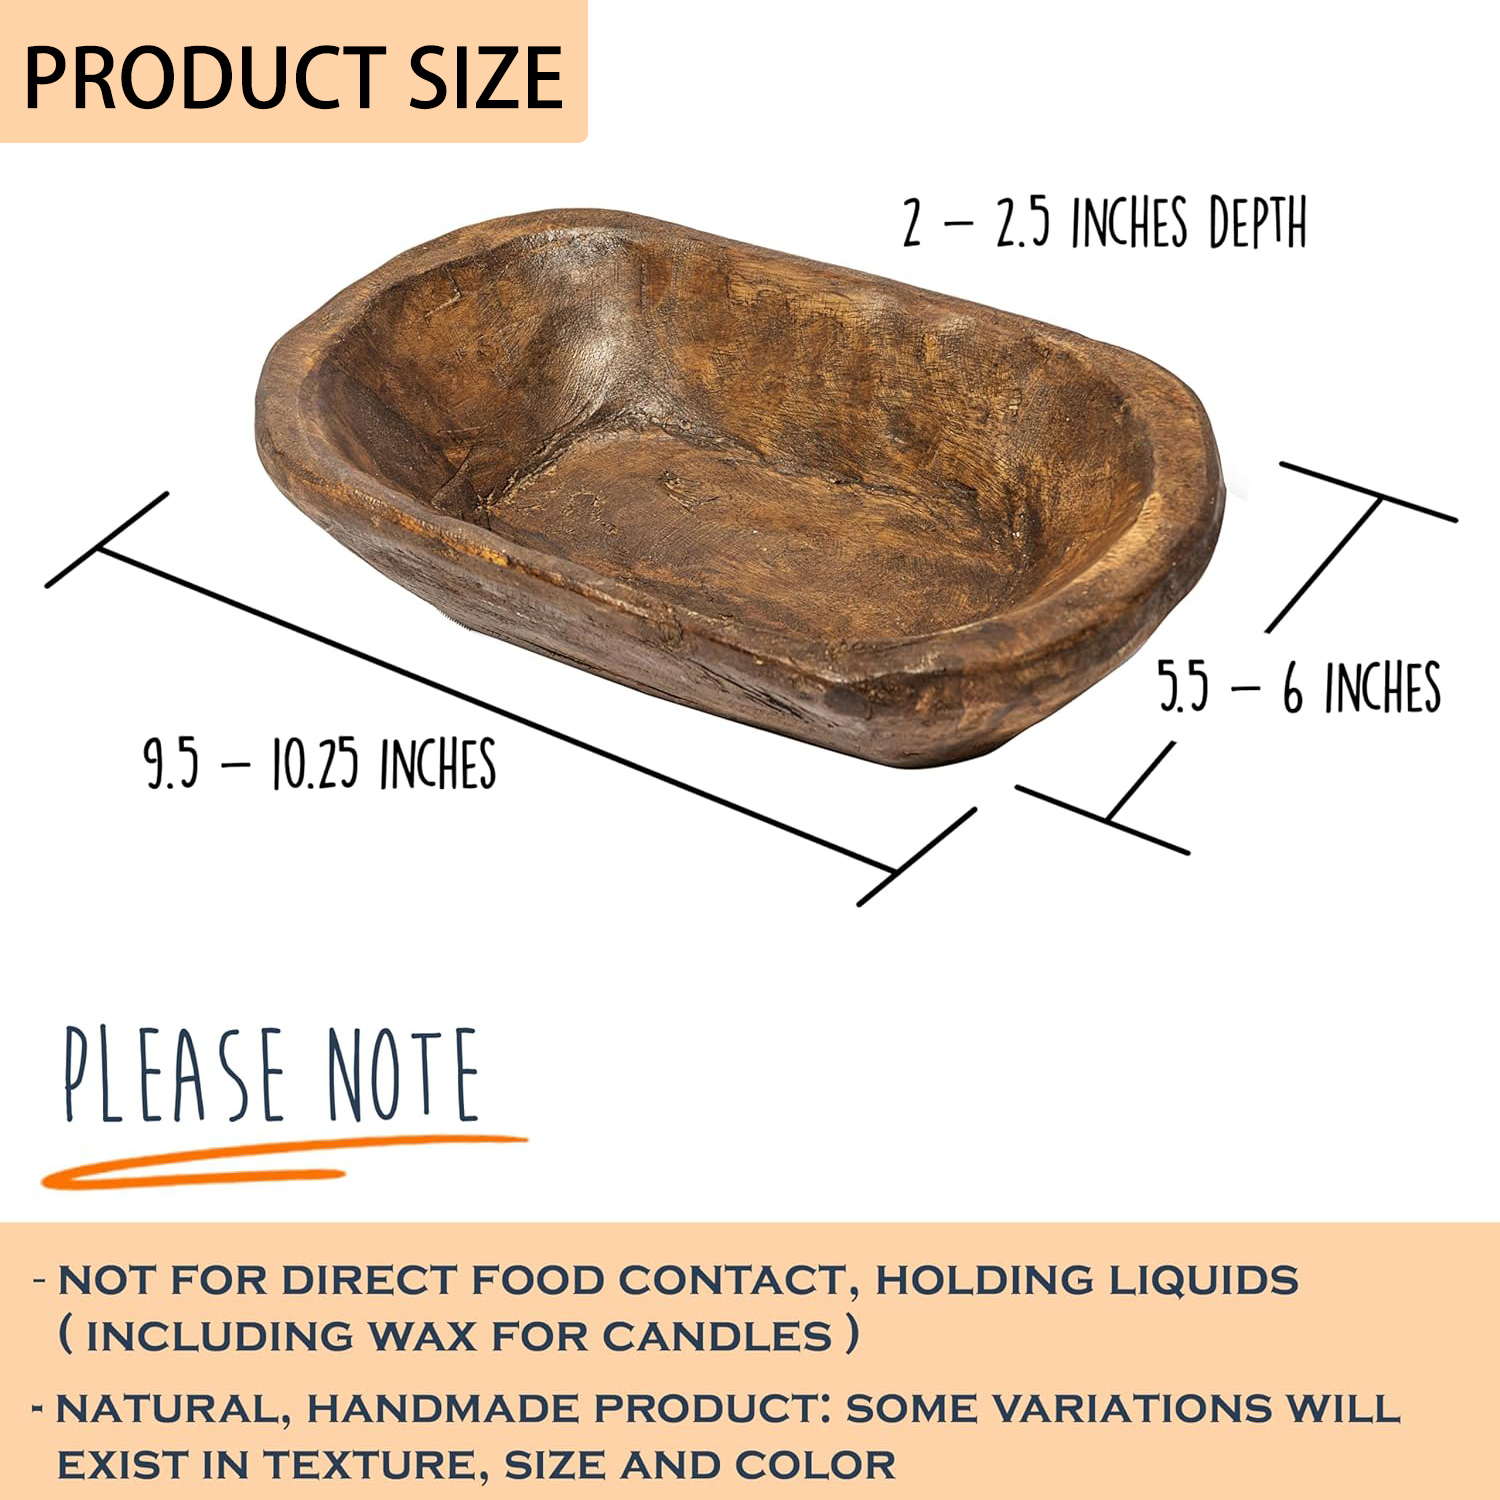 PRODUCT SIZE
2 – 2.5 INCHES DEPTH
5.5 – 6 INCHES
9.5 – 10.25 INCHES
PLEASE NOTE
- NOT FOR DIRECT FOOD CONTACT, HOLDING LIQUIDS
( INCLUDING WAX FOR CANDLES )
- NATURAL, HANDMADE PRODUCT: SOME VARIATIONS WILL
EXIST IN TEXTURE, SIZE AND COLOR